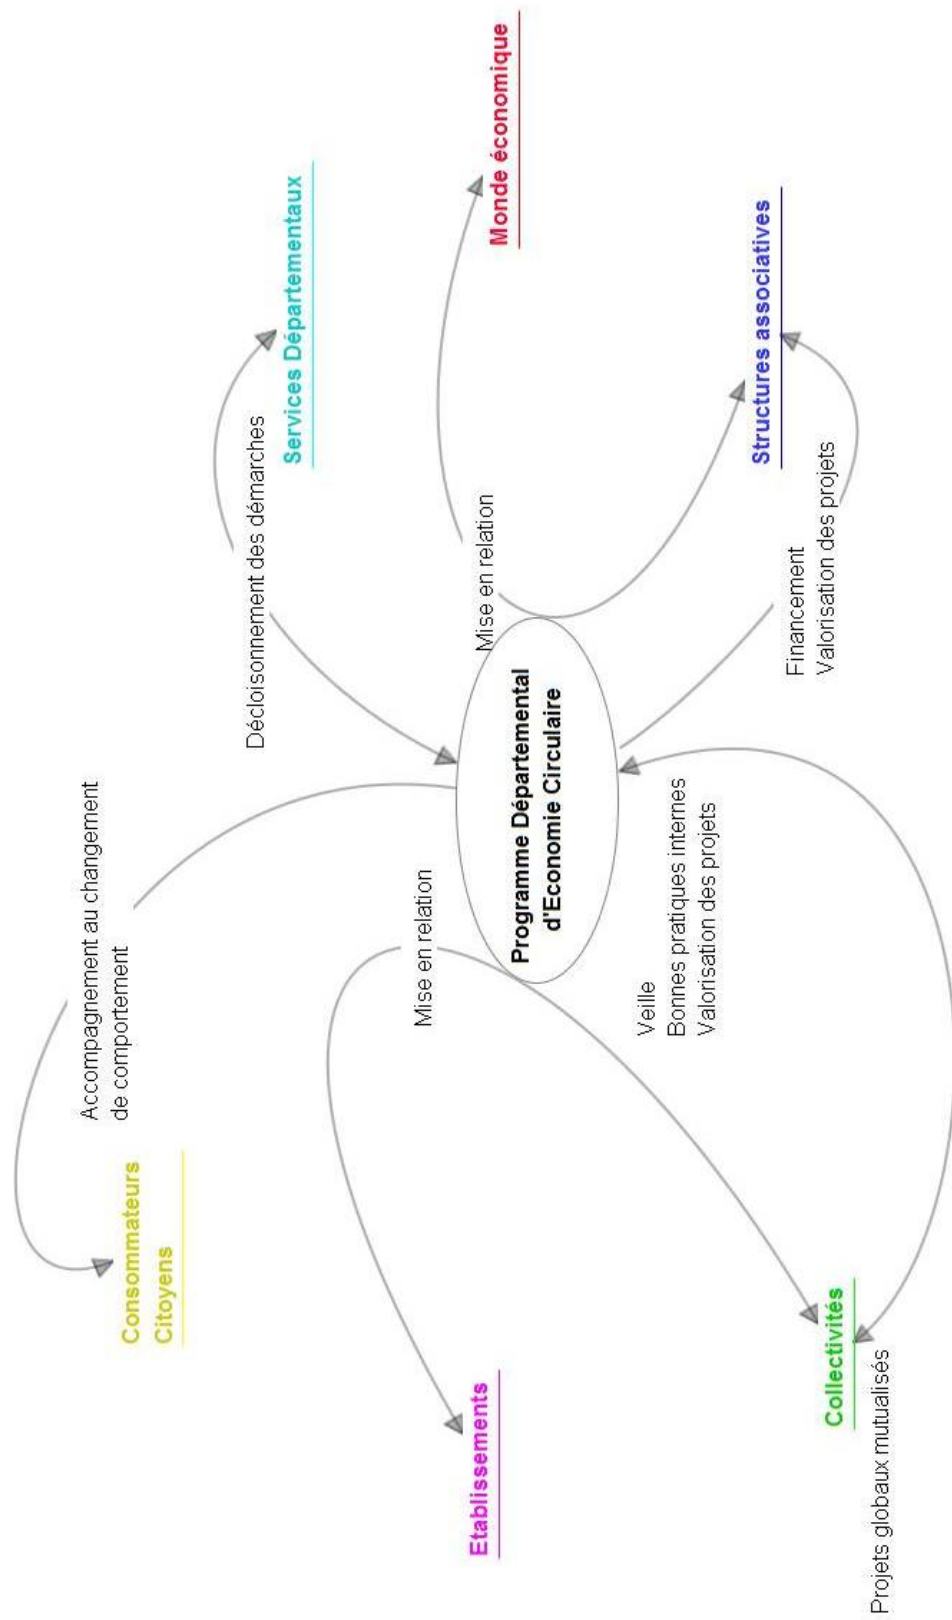 Consommateurs
Citoyens
Accompagnement au changement
de comportement
Décloisonnement des démarches
Services Départementaux
Etablissements
Mise en relation
Programme Départemental
d'Economie Circulaire
Mise en relation
Monde économique
Veille
Bonnes pratiques internes
Valorisation des projets
Financement
Valorisation des projets
Structures associatives
Collectivités
Projets globaux mutualisés